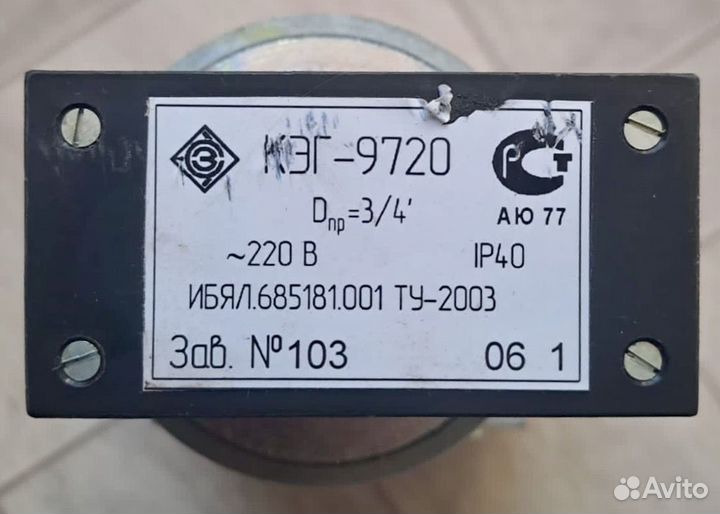 КЭГ-9720
Dпр=3/4'
АЮ 77
~220 В IP40
ИБЯЛ.685181.001 ТУ-2003
Зав. №103 06 1
Avito